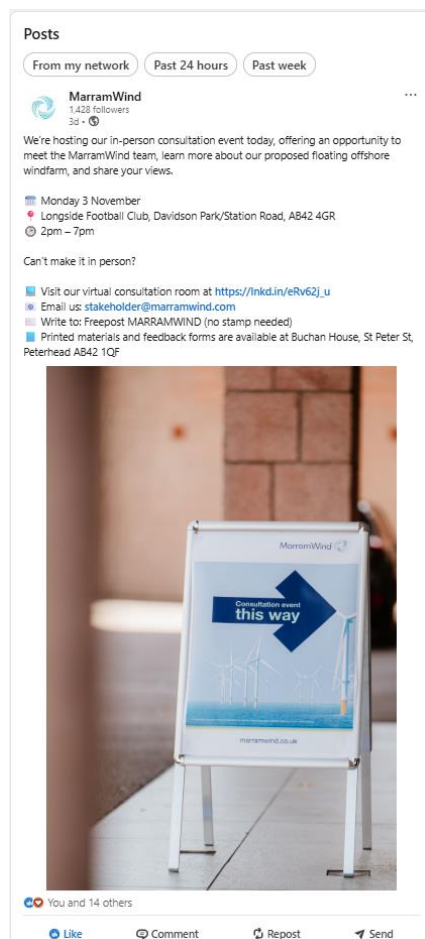 Posts
From my network Past 24 hours Past week
MarramWind
1,428 followers
3d •
We're hosting our in-person consultation event today, offering an opportunity to
meet the MarramWind team, learn more about our proposed floating offshore
windfarm, and share your views.
Monday 3 November
Longside Football Club, Davidson Park/Station Road, AB42 4GR
2pm – 7pm
Can't make it in person?
Visit our virtual consultation room at https://lnkd.in/eRv62j_u
Email us: stakeholder@marramwind.com
Write to: Freepost MARRAMWIND (no stamp needed)
Printed materials and feedback forms are available at Buchan House, St Peter St,
Peterhead AB42 1QF
MarramWind
Consultation event
this way
marramwind.co.uk
You and 14 others
Like Comment Repost Send